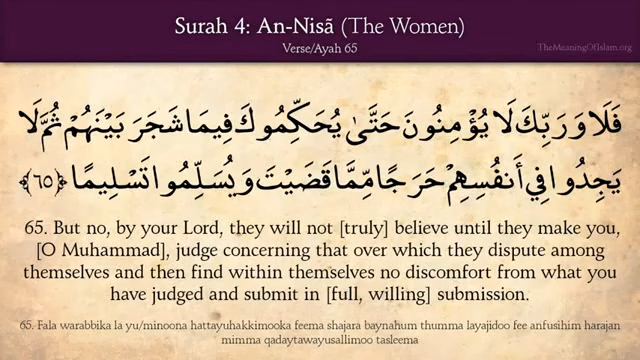 Surah 4: An-Nisã (The Women)
Verse/Ayah 65
TheMeaningOfIslam.org
فَلَا وَرَبِّكَ لَا يُؤْمِنُونَ حَتَّىٰ يُحَكِّمُوكَ فِيمَا شَجَرَ بَيْنَهُمْ ثُمَّ لَا
يَجِدُوا فِي أَنفُسِهِمْ حَرَجًا مِّمَّا قَضَيْتَ وَيُسَلِّمُوا تَسْلِيمًا ﴿٦٥﴾
65. But no, by your Lord, they will not [truly] believe until they make you,
[O Muhammad], judge concerning that over which they dispute among
themselves and then find within themselves no discomfort from what you
have judged and submit in [full, willing] submission.
65. Fala warabbika la yu/minoona hattayuhakkimooka feema shajara baynahum thumma layajidoo fee anfusihim harajan
mimma qadaytawayusallimoo tasleema